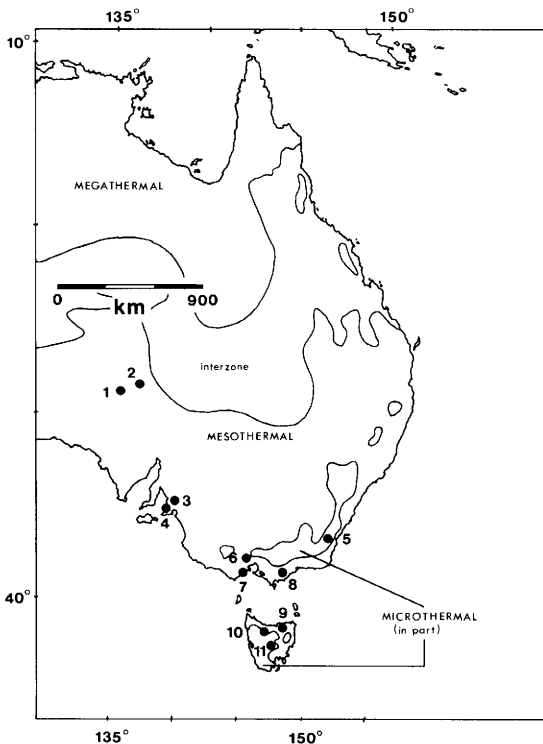 135° 150°
10°
MEGATHERMAL
0 900
km
interzone
2
1
MESOTHERMAL
3
4
5
6
7 8
40°
9
MICROTHERMAL
(in part)
10
11
135° 150°